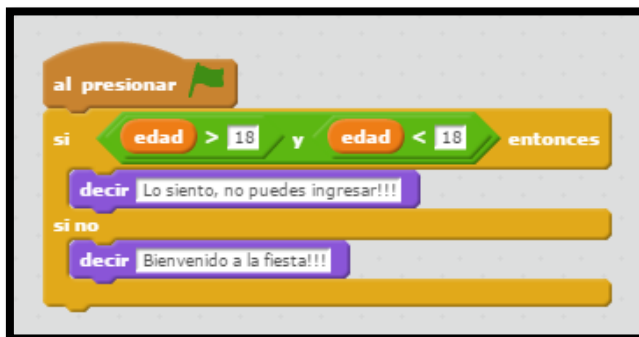 al presionar
si edad > 18 y edad < 18 entonces
decir Lo siento, no puedes ingresar!!!
si no
decir Bienvenido a la fiesta!!!